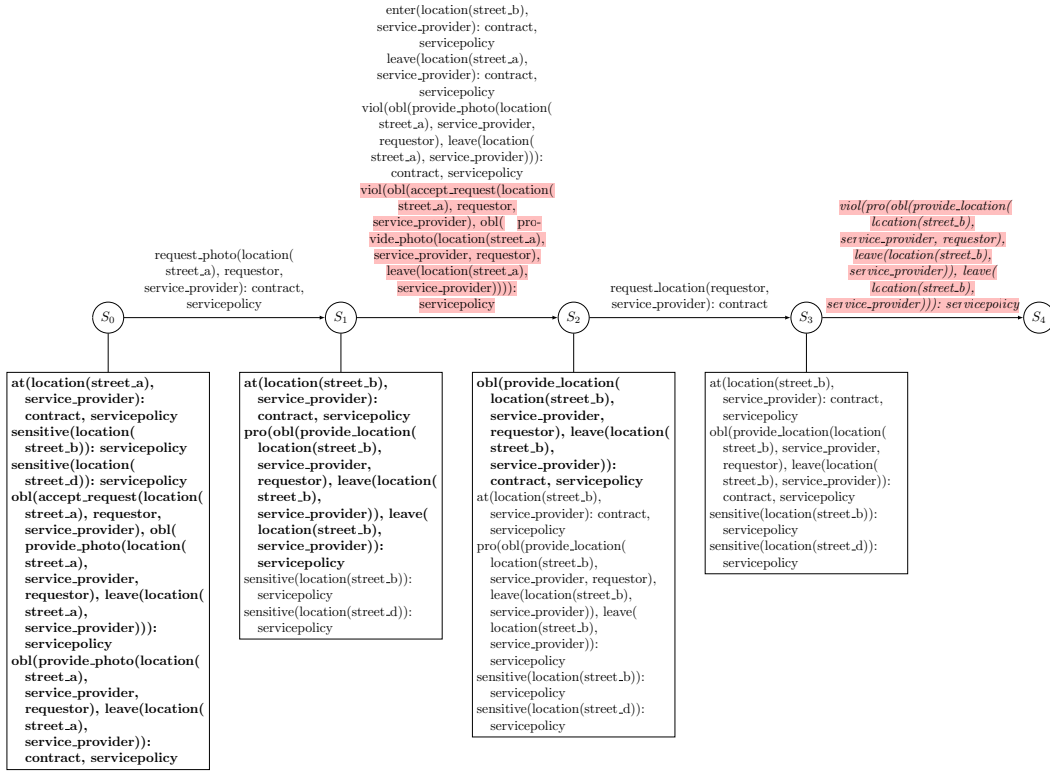 enter(location(street_b),
service_provider): contract,
servicepolicy
leave(location(street_a),
service_provider): contract,
servicepolicy
viol(obl(provide_photo(location(
street_a), service_provider,
requestor), leave(location(
street_a), service_provider))):
contract, servicepolicy
viol(obl(accept_request(location(
street_a), requestor,
service_provider), obl( pro-
vide_photo(location(street_a),
service_provider, requestor),
leave(location(street_a),
service_provider)))):
servicepolicy
request_photo(location(
street_a), requestor,
service_provider): contract,
servicepolicy
request_location(requestor,
service_provider): contract
viol(pro(obl(provide_location(
location(street_b),
service_provider, requestor),
leave(location(street_b),
service_provider)), leave(
location(street_b),
service_provider))): servicepolicy
S0
S1
S2
S3
S4
at(location(street_a),
service_provider):
contract, servicepolicy
sensitive(location(
street_b)): servicepolicy
sensitive(location(
street_d)): servicepolicy
obl(accept_request(location(
street_a), requestor,
service_provider), obl(
provide_photo(location(
street_a),
service_provider,
requestor), leave(location(
street_a),
service_provider))):
servicepolicy
obl(provide_photo(location(
street_a),
service_provider,
requestor), leave(location(
street_a),
service_provider)):
contract, servicepolicy
at(location(street_b),
service_provider):
contract, servicepolicy
pro(obl(provide_location(
location(street_b),
service_provider,
requestor), leave(location(
street_b),
service_provider)), leave(
location(street_b),
service_provider)):
servicepolicy
sensitive(location(street_b)):
servicepolicy
sensitive(location(street_d)):
servicepolicy
obl(provide_location(
location(street_b),
service_provider,
requestor), leave(location(
street_b),
service_provider)):
contract, servicepolicy
at(location(street_b),
service_provider): contract,
servicepolicy
pro(obl(provide_location(
location(street_b),
service_provider, requestor),
leave(location(street_b),
service_provider)), leave(
location(street_b),
service_provider)):
servicepolicy
sensitive(location(street_b)):
servicepolicy
sensitive(location(street_d)):
servicepolicy
at(location(street_b),
service_provider): contract,
servicepolicy
obl(provide_location(location(
street_b), service_provider,
requestor), leave(location(
street_b), service_provider)):
contract, servicepolicy
sensitive(location(street_b)):
servicepolicy
sensitive(location(street_d)):
servicepolicy